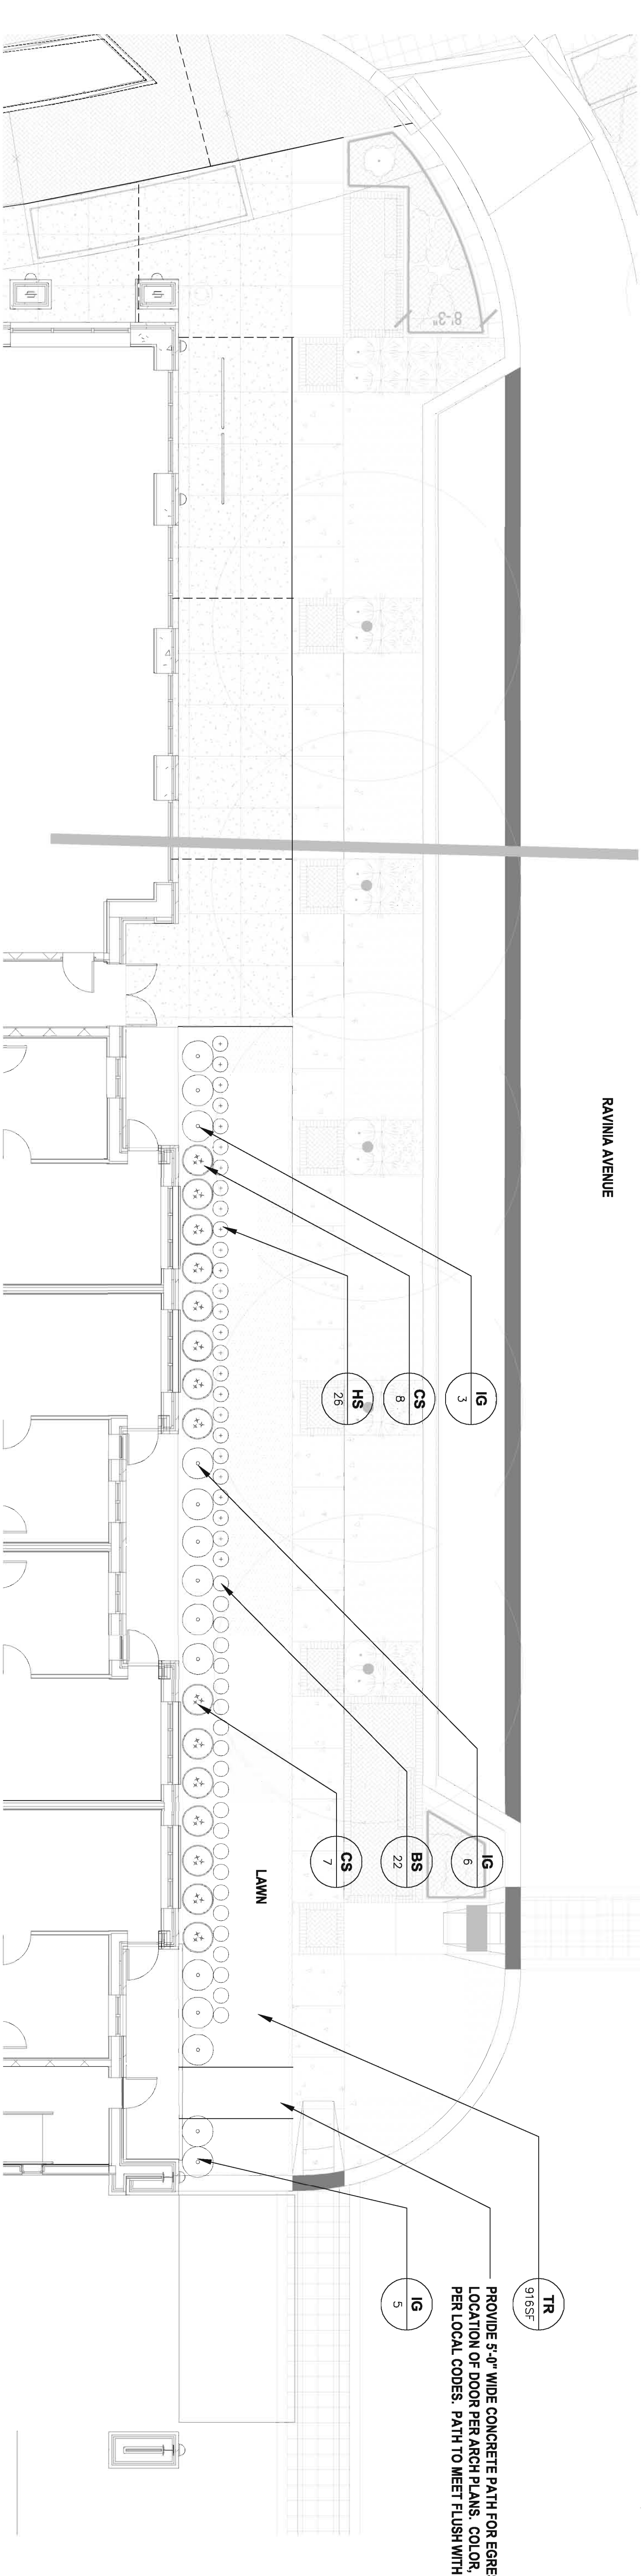 8'-3"
RAVINIA AVENUE
IG
3
CS
8
HS
26
IG
6
BS
22
CS
7
LAWN
TR
916SF
IG
5
PROVIDE 5'-0" WIDE CONCRETE PATH FOR EGRE
LOCATION OF DOOR PER ARCH PLANS. COLOR,
PER LOCAL CODES. PATH TO MEET FLUSH WITH